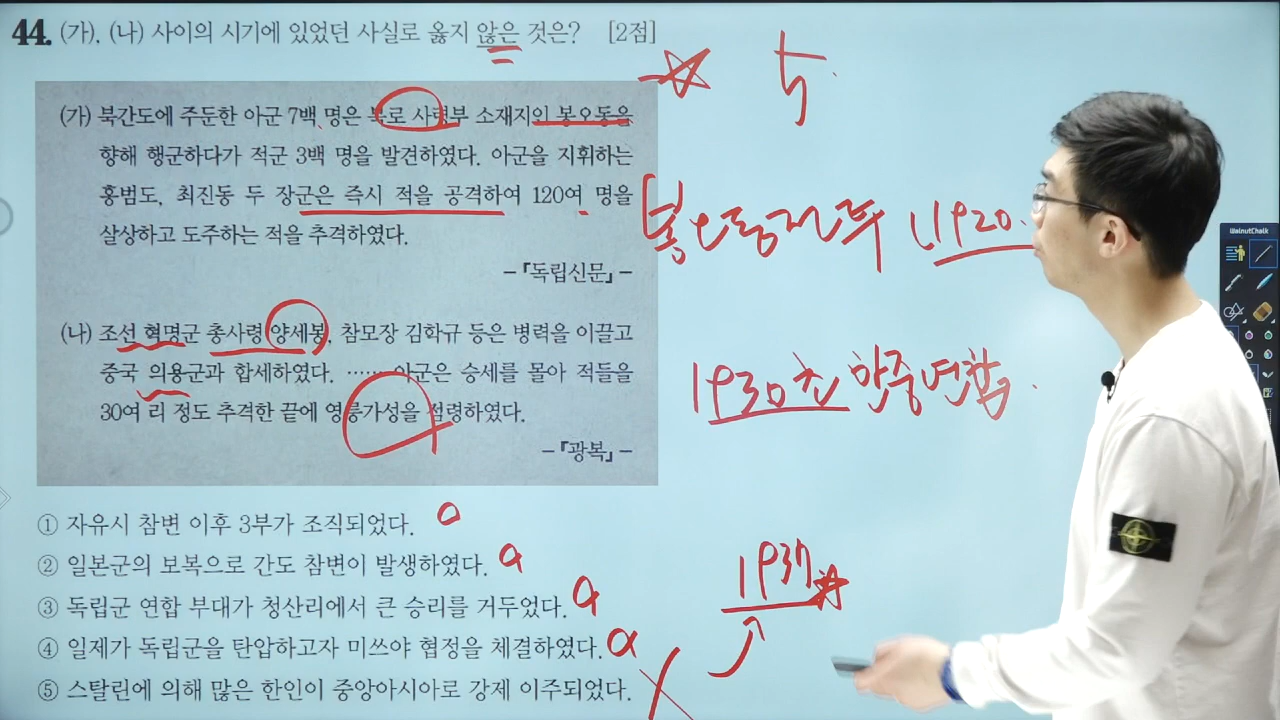 44. (가), (나) 사이의 시기에 있었던 사실로 옳지 않은 것은? [2점]
(가) 북간도에 주둔한 아군 7백 명은 북로 사령부 소재지인 봉오동을
향해 행군하다가 적군 3백 명을 발견하였다. 아군을 지휘하는
홍범도, 최진동 두 장군은 즉시 적을 공격하여 120여 명을
살상하고 도주하는 적을 추격하였다.
－『독립신문』－
(나) 조선 혁명군 총사령 양세봉, 참모장 김학규 등은 병력을 이끌고
중국 의용군과 합세하였다. …… 아군은 승세를 몰아 적들을
30여 리 정도 추격한 끝에 영릉가성을 점령하였다.
－『광복』－
① 자유시 참변 이후 3부가 조직되었다.
② 일본군의 보복으로 간도 참변이 발생하였다.
③ 독립군 연합 부대가 청산리에서 큰 승리를 거두었다.
④ 일제가 독립군을 탄압하고자 미쓰야 협정을 체결하였다.
⑤ 스탈린에 의해 많은 한인이 중앙아시아로 강제 이주되었다.
봉오동전투 (1920.
1930초 한중연합.
1937
WalnutChalk